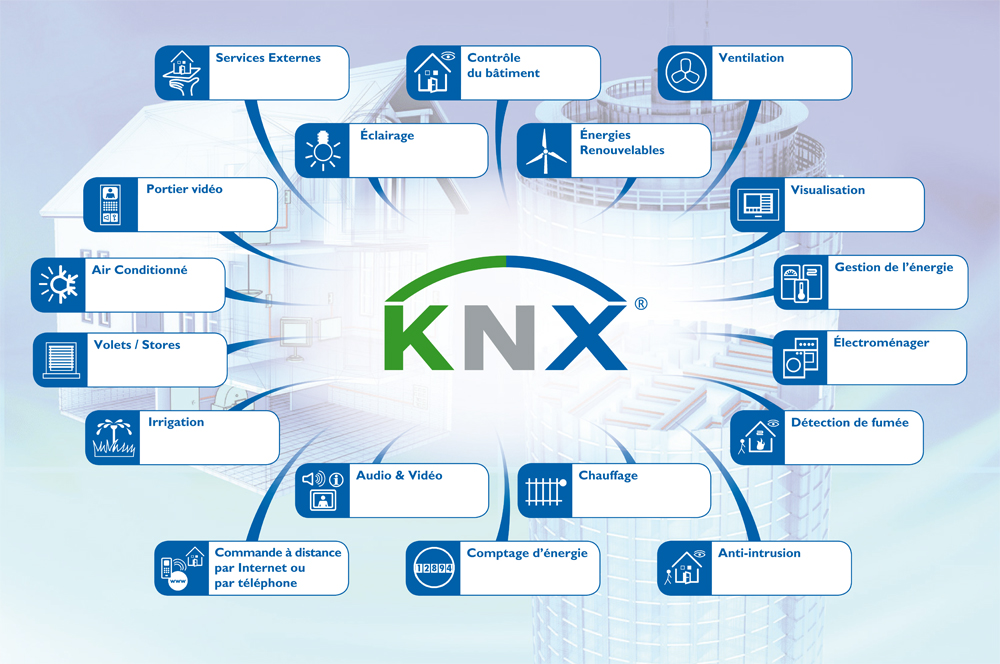 Services Externes
Contrôle
du bâtiment
Ventilation
Éclairage
Énergies
Renouvelables
Portier vidéo
Visualisation
Air Conditionné
Gestion de l’énergie
KNX®
Volets / Stores
Électroménager
Irrigation
Détection de fumée
Audio & Vidéo
Chauffage
Commande à distance
par Internet ou
par téléphone
www
Comptage d’énergie
12894
Anti-intrusion